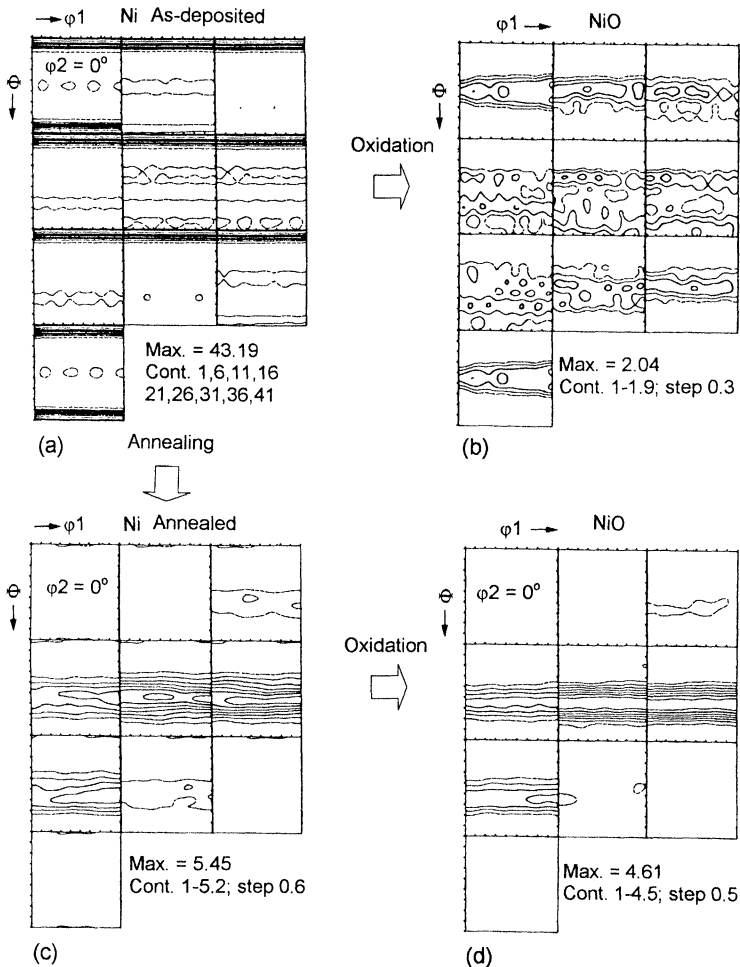 → φ1 Ni As-deposited
φ2 = 0º
Φ
Max. = 43.19
Cont. 1,6,11,16
21,26,31,36,41
(a)
Oxidation
φ1 → NiO
Φ
Max. = 2.04
Cont. 1-1.9; step 0.3
(b)
Annealing
→ φ1 Ni Annealed
φ2 = 0º
Φ
Max. = 5.45
Cont. 1-5.2; step 0.6
(c)
Oxidation
φ1 → NiO
φ2 = 0º
Φ
Max. = 4.61
Cont. 1-4.5; step 0.5
(d)